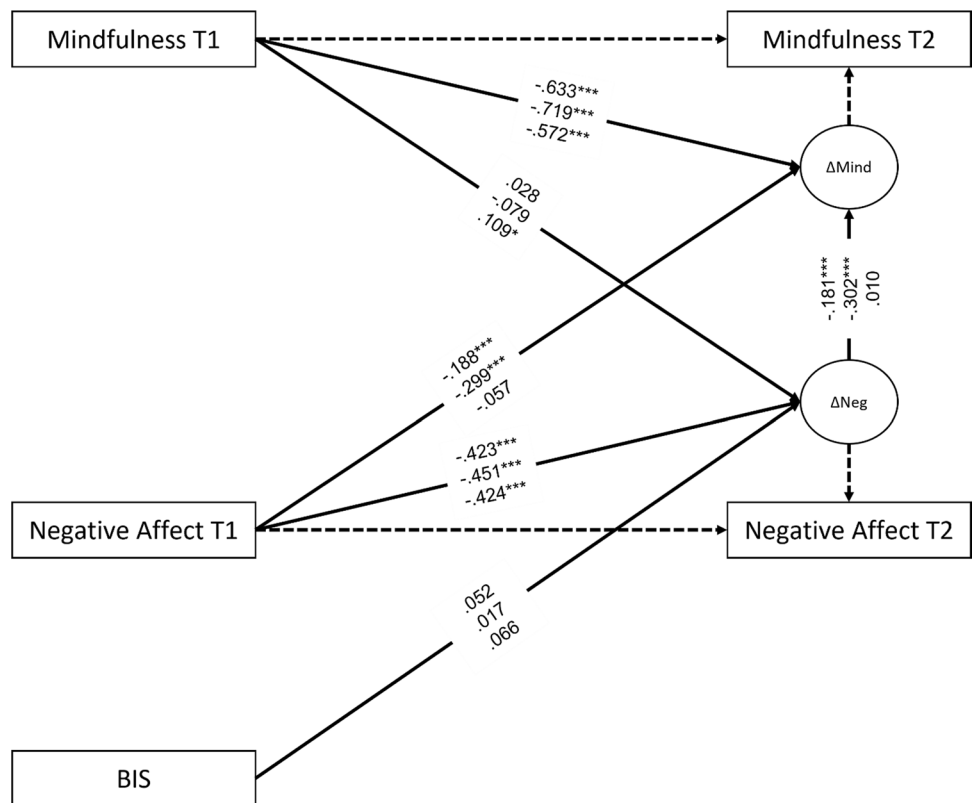 Mindfulness T1
Mindfulness T2
-.633***
-.719***
-.572***
ΔMind
.028
-.079
.109*
-.181***
-.302***
.010
-.188***
-.299***
-.057
ΔNeg
-.423***
-.451***
-.424***
Negative Affect T1
Negative Affect T2
.052
.017
.066
BIS